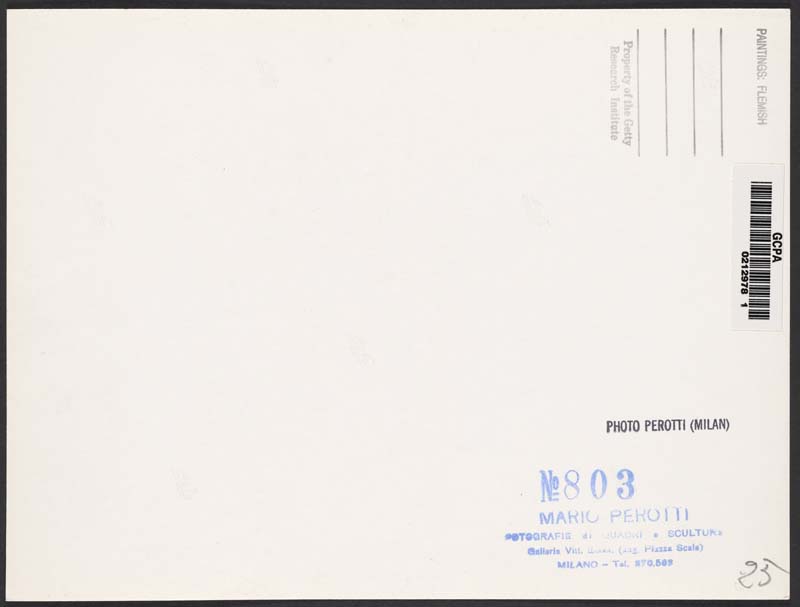 PAINTINGS: FLEMISH
Property of the Getty
Research Institute
GCPA
0212978 1
PHOTO PEROTTI (MILAN)
№ 803
MARIO PEROTTI
FOTOGRAFIE di QUADRI e SCULTURE
Galleria Vitt. (ang. Piazza Scala)
MILANO - Tel. 870.569
25